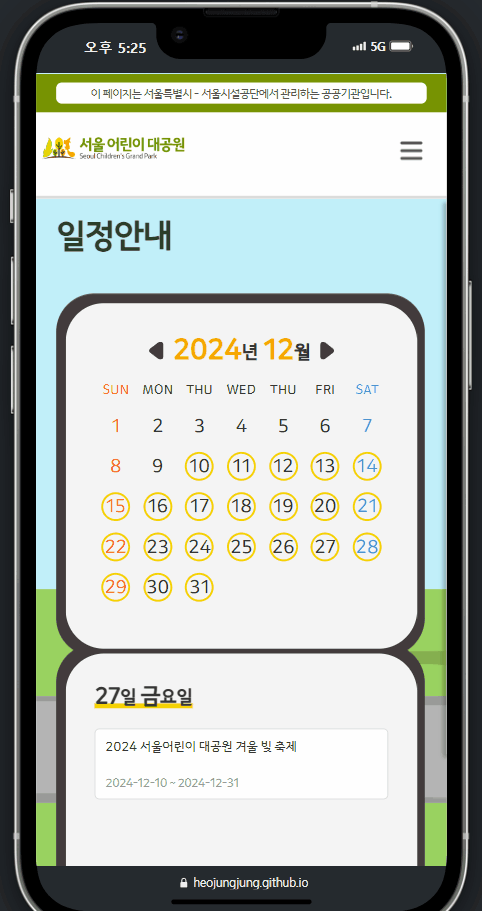 오후 5:25 5G
이 페이지는 서울특별시 - 서울시설공단에서 관리하는 공공기관입니다.
서울 어린이 대공원
Seoul Children's Grand Park
일정안내
2024년 12월
SUN MON THU WED THU FRI SAT
1 2 3 4 5 6 7
8 9 10 11 12 13 14
15 16 17 18 19 20 21
22 23 24 25 26 27 28
29 30 31
27일 금요일
2024 서울어린이 대공원 겨울 빛 축제
2024-12-10 ~ 2024-12-31
heojungjung.github.io